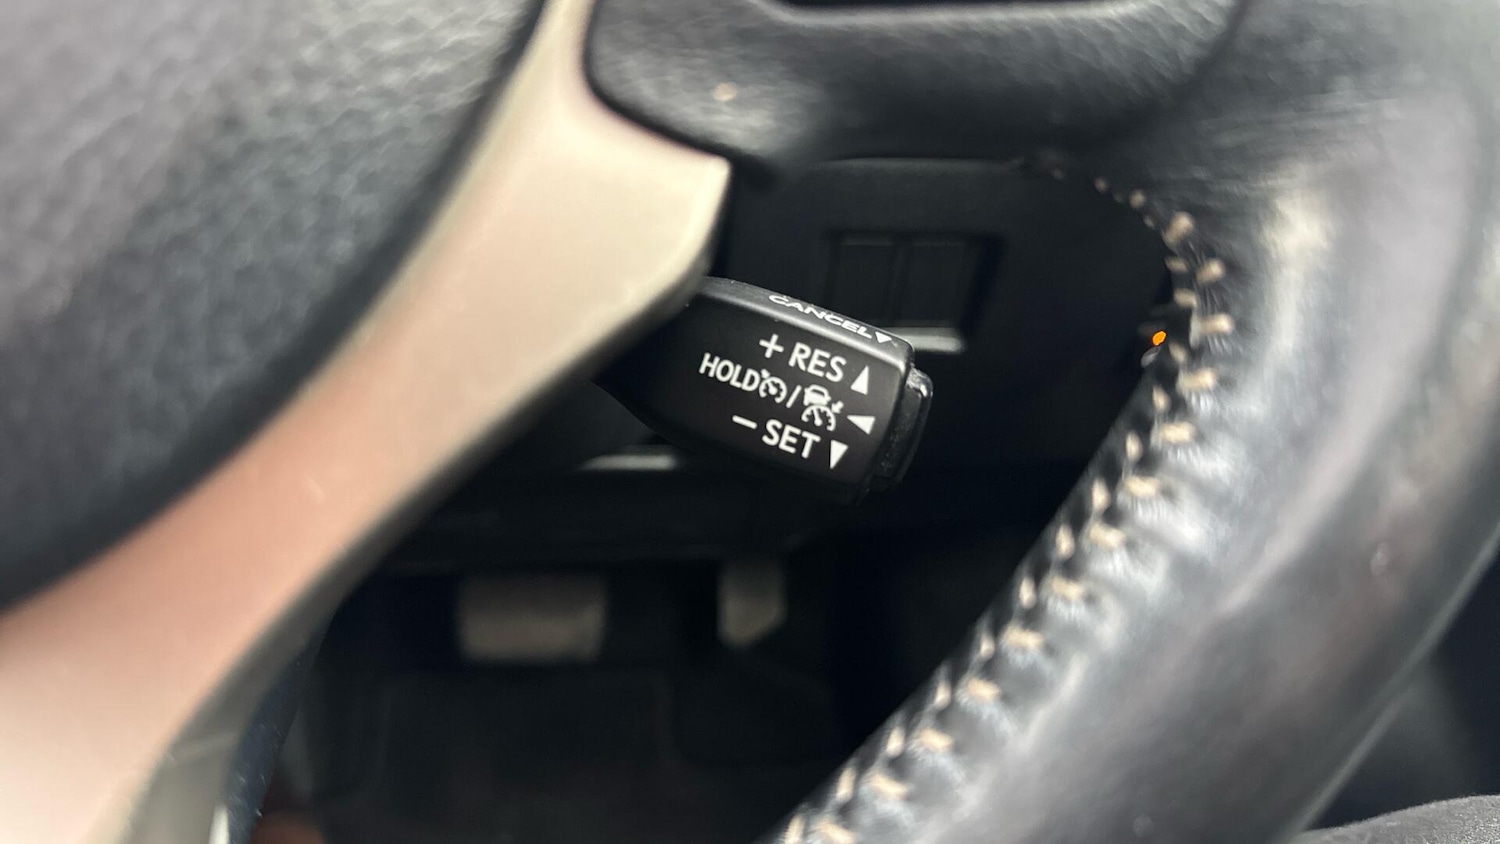 CANCEL▼
+ RES ▲
HOLD / ◀
− SET ▼